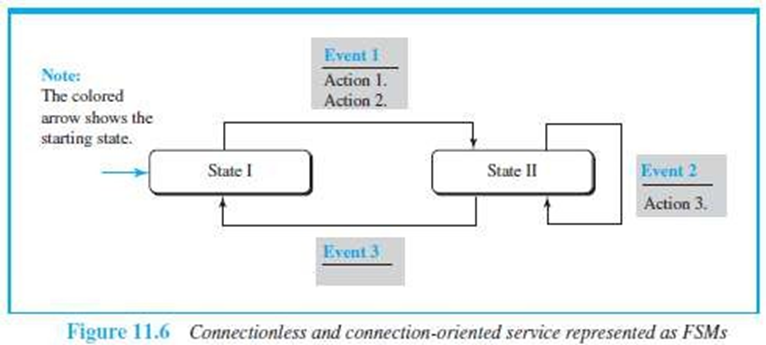 Event 1
Action 1.
Action 2.
Note:
The colored
arrow shows the
starting state.
State I
State II
Event 2
Action 3.
Event 3
Figure 11.6 Connectionless and connection-oriented service represented as FSMs